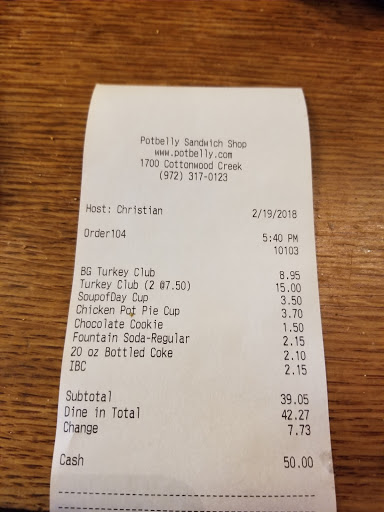 Potbelly Sandwich Shop
www.potbelly.com
1700 Cottonwood Creek
(972) 317-0123
Host: Christian 2/19/2018
Order104 5:40 PM
10103
BG Turkey Club 8.95
Turkey Club (2 @7.50) 15.00
SoupofDay Cup 3.50
Chicken Pot Pie Cup 3.70
Chocolate Cookie 1.50
Fountain Soda-Regular 2.15
20 oz Bottled Coke 2.10
IBC 2.15
Subtotal 39.05
Dine in Total 42.27
Change 7.73
Cash 50.00